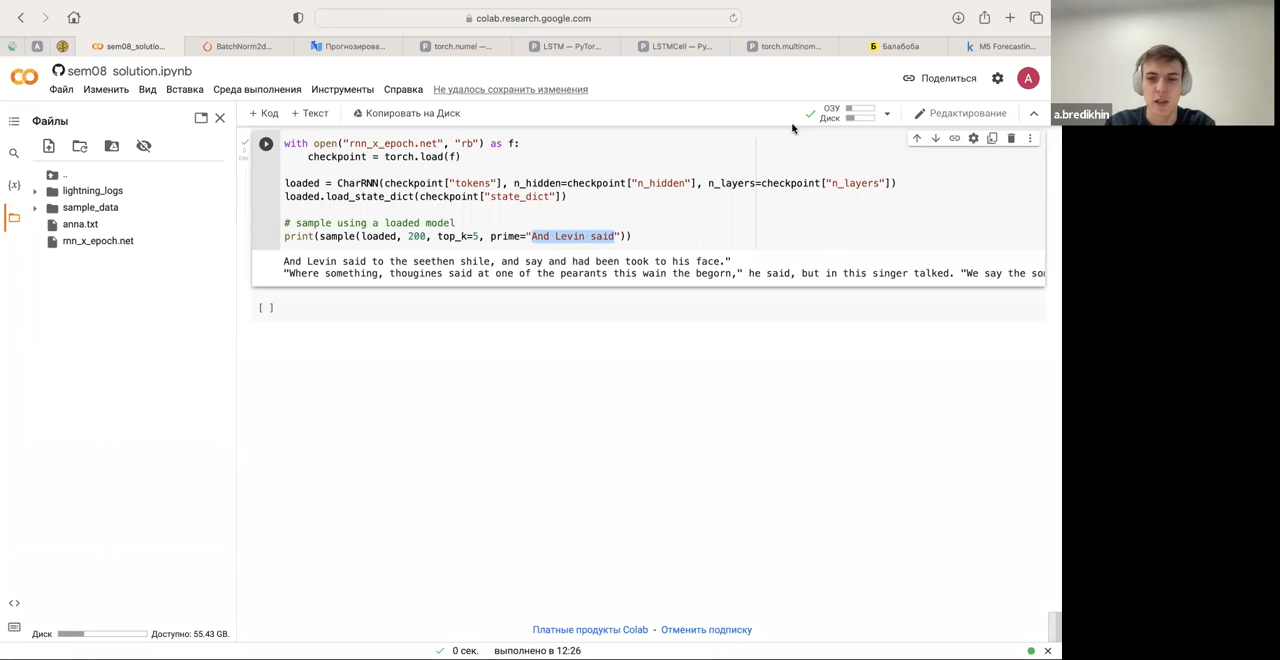 colab.research.google.com
sem08_solutio...
BatchNorm2d...
Прогнозирова...
torch.numel —...
LSTM — PyTor...
LSTMCell — Py...
torch.multinom...
Балабоба
M5 Forecastin...
sem08_solution.ipynb
Файл Изменить Вид Вставка Среда выполнения Инструменты Справка Не удалось сохранить изменения
Поделиться
A
a.bredikhin
Файлы
+ Код + Текст Копировать на Диск
ОЗУ
Диск
Редактирование
..
lightning_logs
sample_data
anna.txt
rnn_x_epoch.net
with open("rnn_x_epoch.net", "rb") as f:
checkpoint = torch.load(f)
loaded = CharRNN(checkpoint["tokens"], n_hidden=checkpoint["n_hidden"], n_layers=checkpoint["n_layers"])
loaded.load_state_dict(checkpoint["state_dict"])
# sample using a loaded model
print(sample(loaded, 200, top_k=5, prime="And Levin said"))
And Levin said to the seethen shile, and say and had been took to his face."
"Where something, thougines said at one of the pearants this wain the begorn," he said, but in this singer talked. "We say the so
[ ]
Платные продукты Colab - Отменить подписку
Диск Доступно: 55.43 GB.
0 сек. выполнено в 12:26